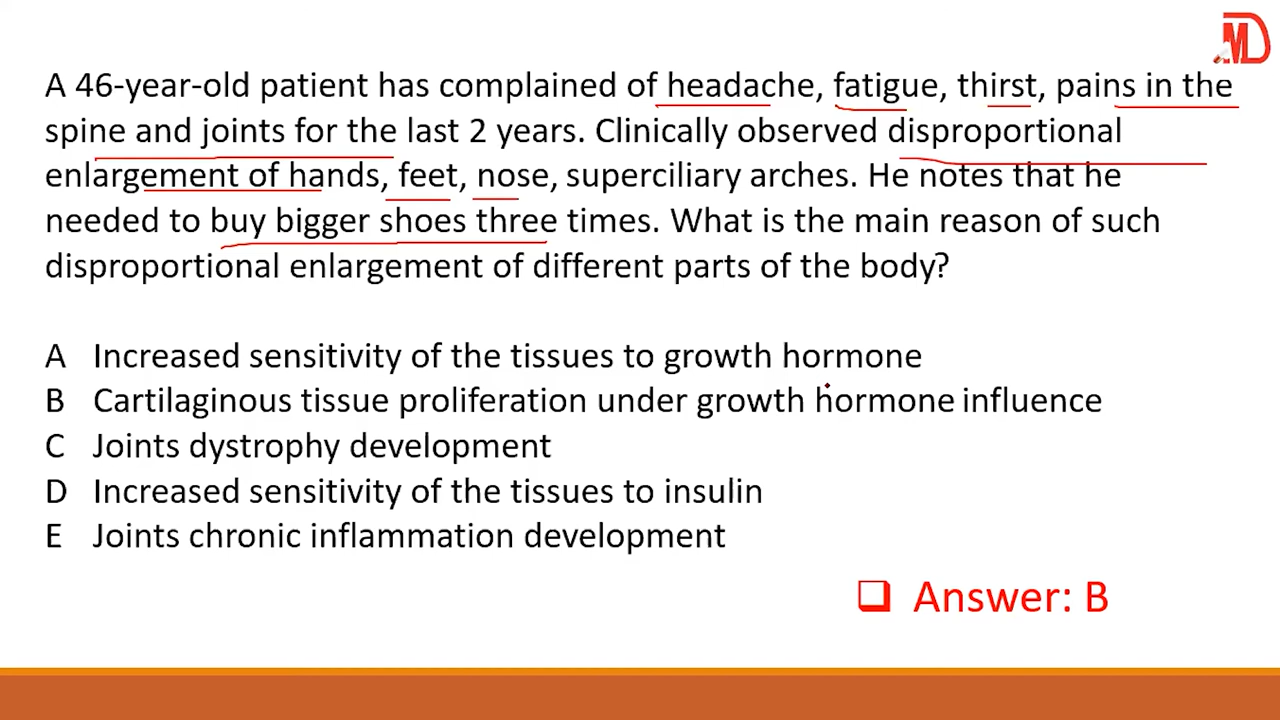 MD
A 46-year-old patient has complained of headache, fatigue, thirst, pains in the
spine and joints for the last 2 years. Clinically observed disproportional
enlargement of hands, feet, nose, superciliary arches. He notes that he
needed to buy bigger shoes three times. What is the main reason of such
disproportional enlargement of different parts of the body?
A Increased sensitivity of the tissues to growth hormone
B Cartilaginous tissue proliferation under growth hormone influence
C Joints dystrophy development
D Increased sensitivity of the tissues to insulin
E Joints chronic inflammation development
❑ Answer: B